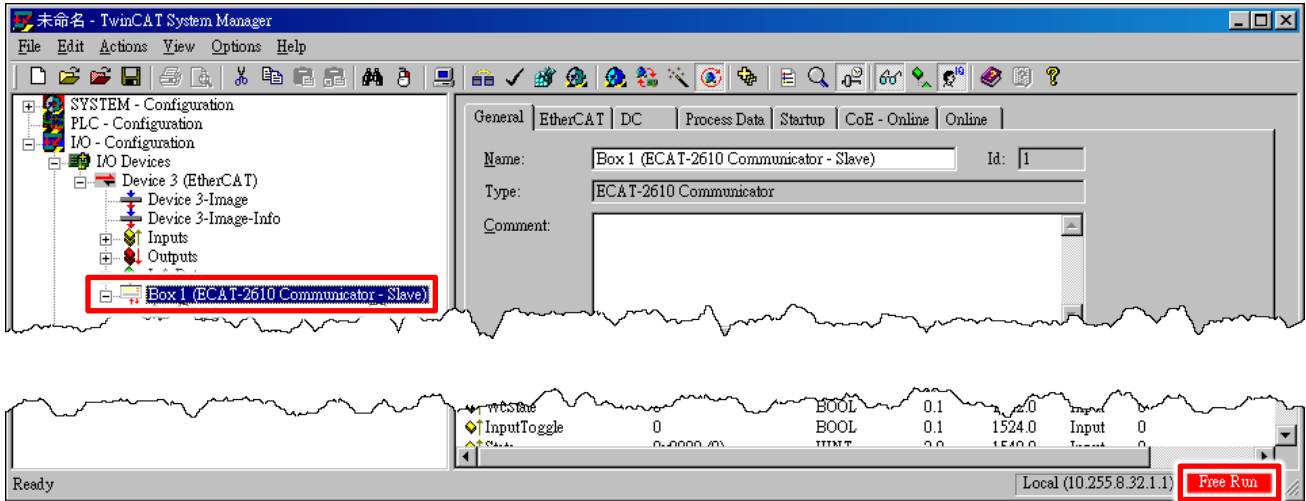 未命名 - TwinCAT System Manager
File Edit Actions View Options Help
SYSTEM - Configuration
PLC - Configuration
I/O - Configuration
I/O Devices
Device 3 (EtherCAT)
Device 3-Image
Device 3-Image-Info
Inputs
Outputs
Box 1 (ECAT-2610 Communicator - Slave)
General EtherCAT DC Process Data Startup CoE - Online Online
Name: Box 1 (ECAT-2610 Communicator - Slave) Id: 1
Type: ECAT-2610 Communicator
Comment:
WcState BOOL 0.1
InputToggle 0 BOOL 0.1 1524.0 Input 0
Ready Local (10.255.8.32.1.1) Free Run